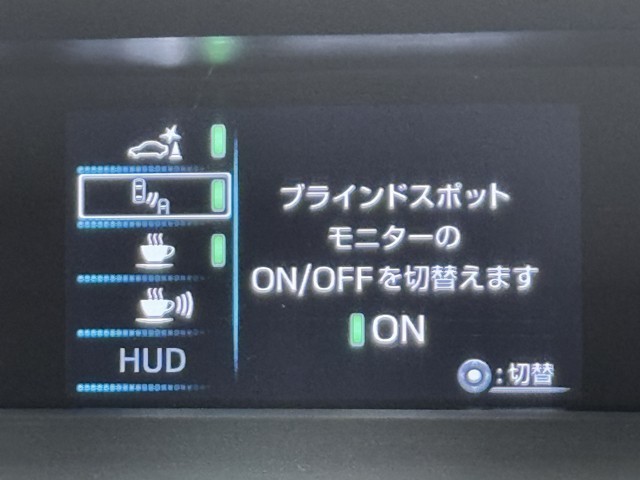 ブラインドスポット
モニターの
ON/OFFを切替えます
ON
HUD
:切替